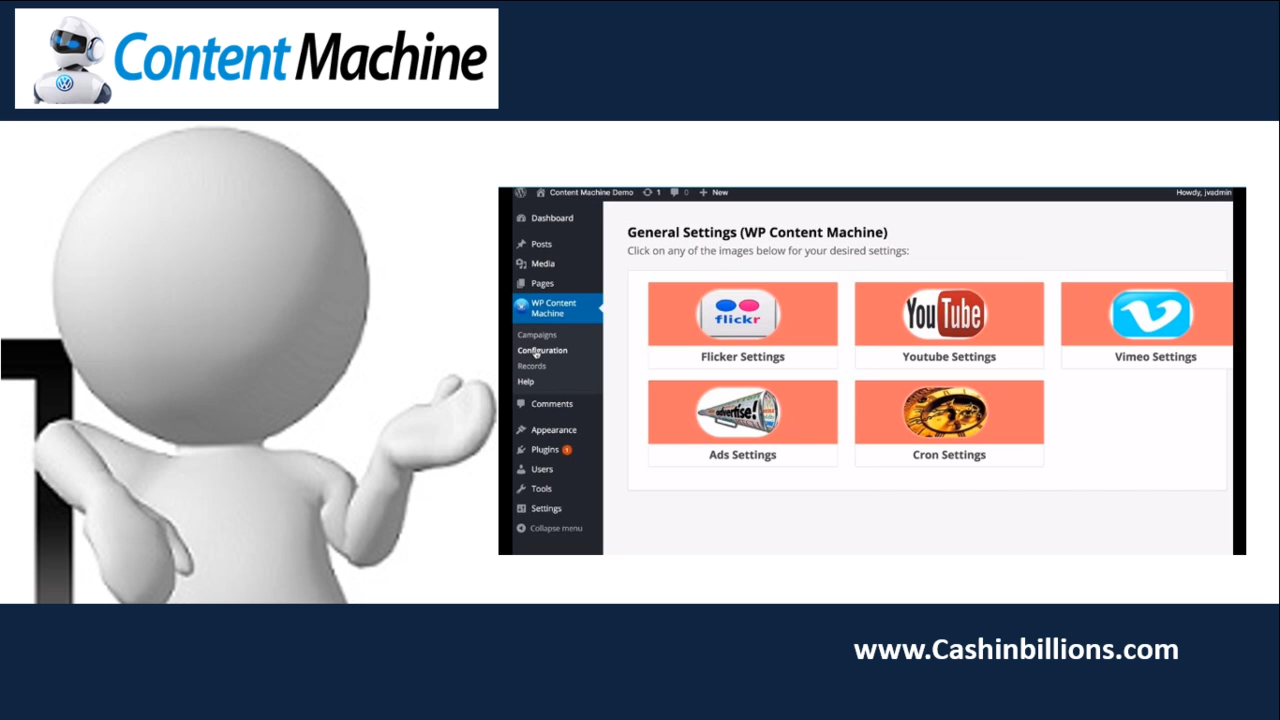 Content Machine
Content Machine Demo 1 0 New Howdy, jvadmin
Dashboard
Posts
Media
Pages
WP Content
Machine
Campaigns
Configuration
Records
Help
Comments
Appearance
Plugins 1
Users
Tools
Settings
Collapse menu
General Settings (WP Content Machine)
Click on any of the images below for your desired settings:
flickr
YouTube
Flicker Settings
Youtube Settings
Vimeo Settings
advertise!
Ads Settings
Cron Settings
www.Cashinbillions.com